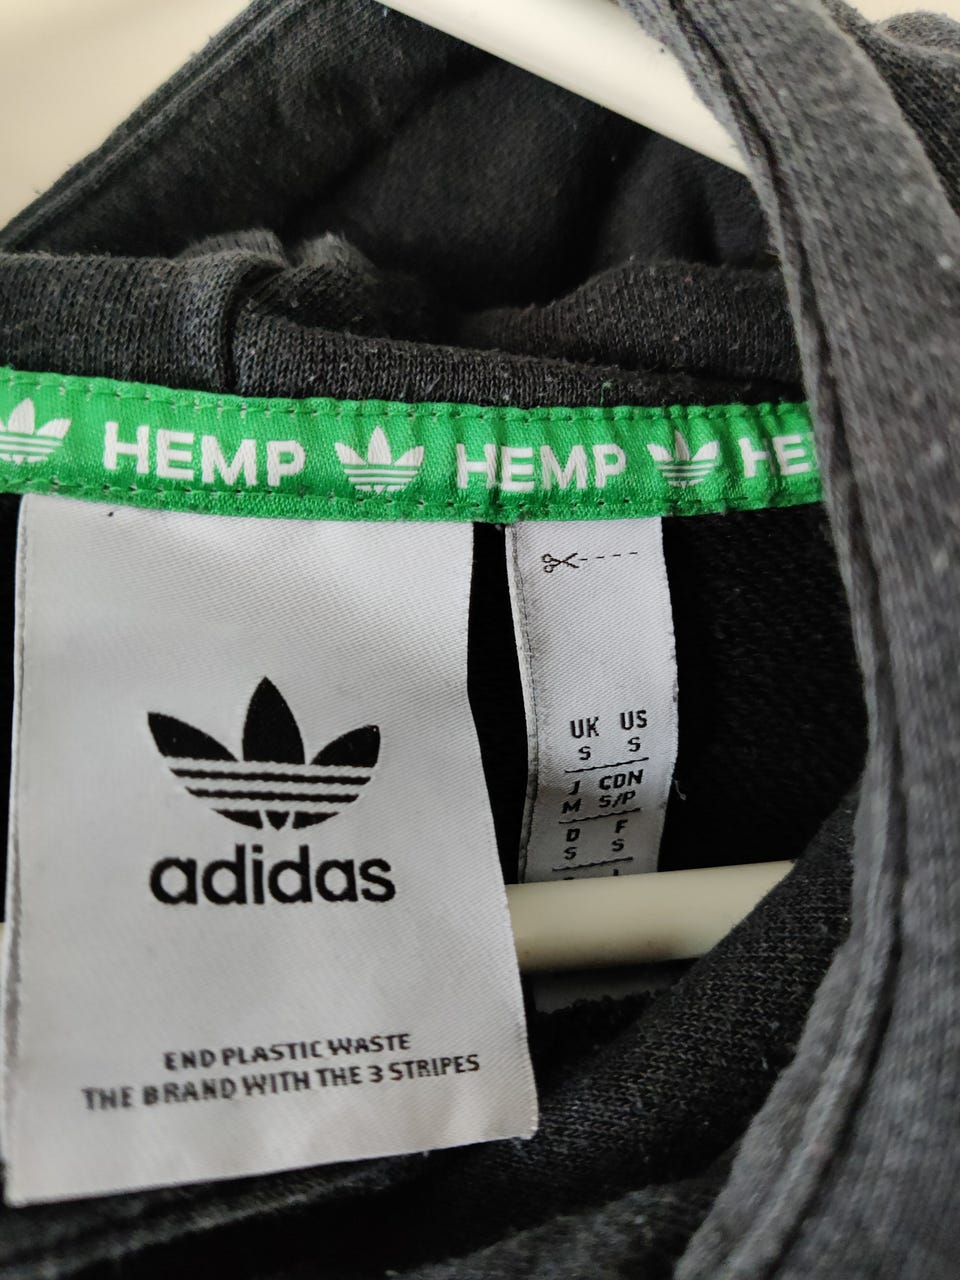 HEMP HEMP HE
adidas
END PLASTIC WASTE
THE BRAND WITH THE 3 STRIPES
UK US
S S
J CDN
M S/P
D F
S S